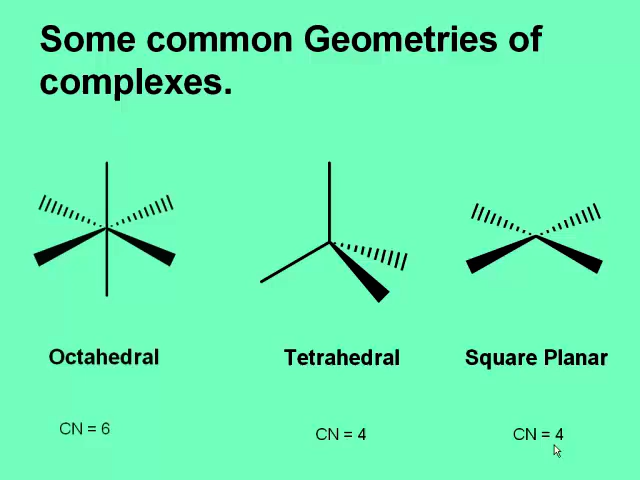 Some common Geometries of
complexes.
Octahedral
Tetrahedral
Square Planar
CN = 6
CN = 4
CN = 4